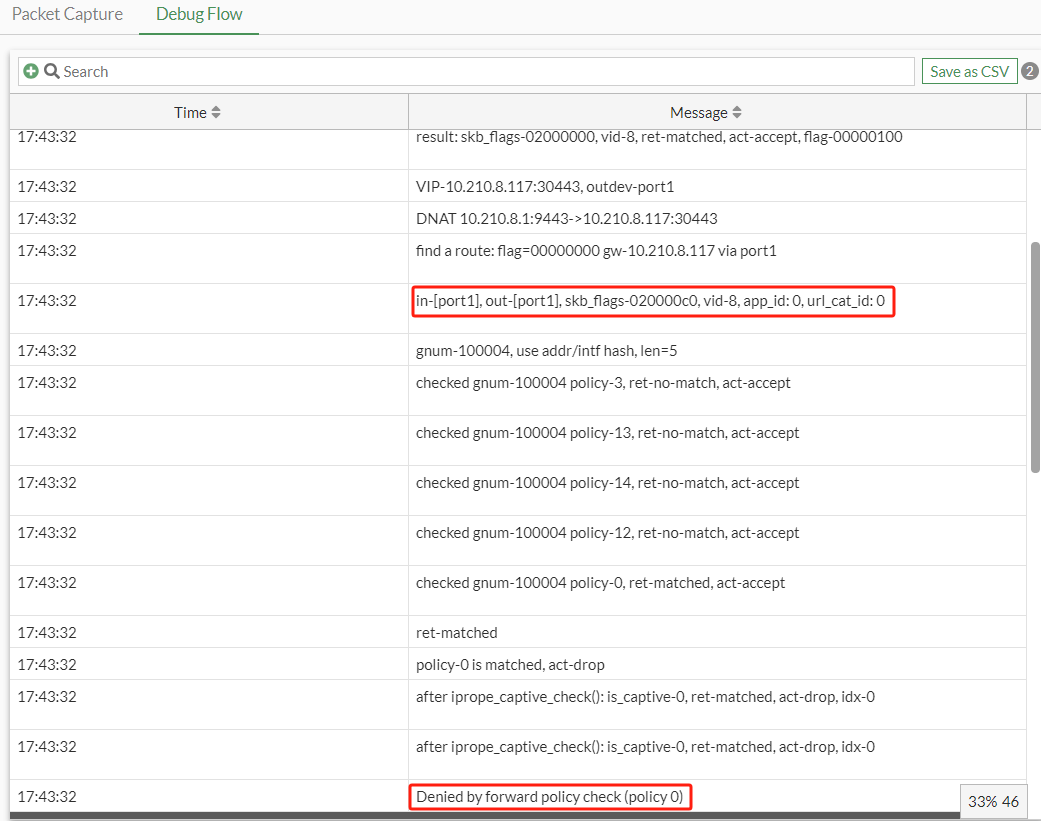 Packet Capture
Debug Flow
Search
Save as CSV
2
Time
Message
17:43:32
result: skb_flags-02000000, vid-8, ret-matched, act-accept, flag-00000100
17:43:32
VIP-10.210.8.117:30443, outdev-port1
17:43:32
DNAT 10.210.8.1:9443->10.210.8.117:30443
17:43:32
find a route: flag=00000000 gw-10.210.8.117 via port1
17:43:32
in-[port1], out-[port1], skb_flags-020000c0, vid-8, app_id: 0, url_cat_id: 0
17:43:32
gnum-100004, use addr/intf hash, len=5
17:43:32
checked gnum-100004 policy-3, ret-no-match, act-accept
17:43:32
checked gnum-100004 policy-13, ret-no-match, act-accept
17:43:32
checked gnum-100004 policy-14, ret-no-match, act-accept
17:43:32
checked gnum-100004 policy-12, ret-no-match, act-accept
17:43:32
checked gnum-100004 policy-0, ret-matched, act-accept
17:43:32
ret-matched
17:43:32
policy-0 is matched, act-drop
17:43:32
after iprope_captive_check(): is_captive-0, ret-matched, act-drop, idx-0
17:43:32
after iprope_captive_check(): is_captive-0, ret-matched, act-drop, idx-0
17:43:32
Denied by forward policy check (policy 0)
33% 46